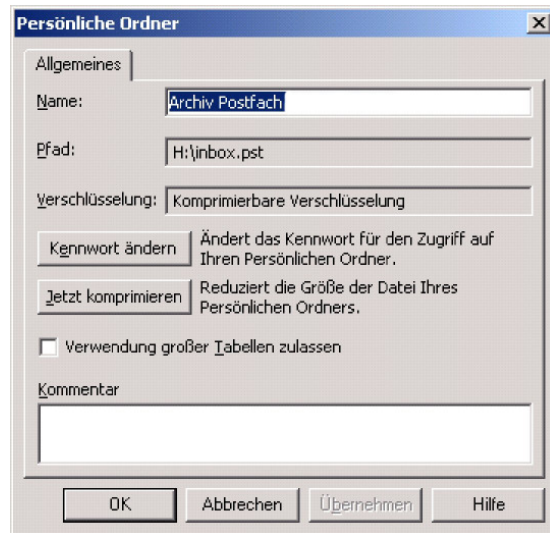 Persönliche Ordner
Allgemeines
Name: Archiv Postfach
Pfad: H:\inbox.pst
Verschlüsselung: Komprimierbare Verschlüsselung
Kennwort ändern Ändert das Kennwort für den Zugriff auf
Ihren Persönlichen Ordner.
Jetzt komprimieren Reduziert die Größe der Datei Ihres
Persönlichen Ordners.
Verwendung großer Tabellen zulassen
Kommentar
OK Abbrechen Übernehmen Hilfe